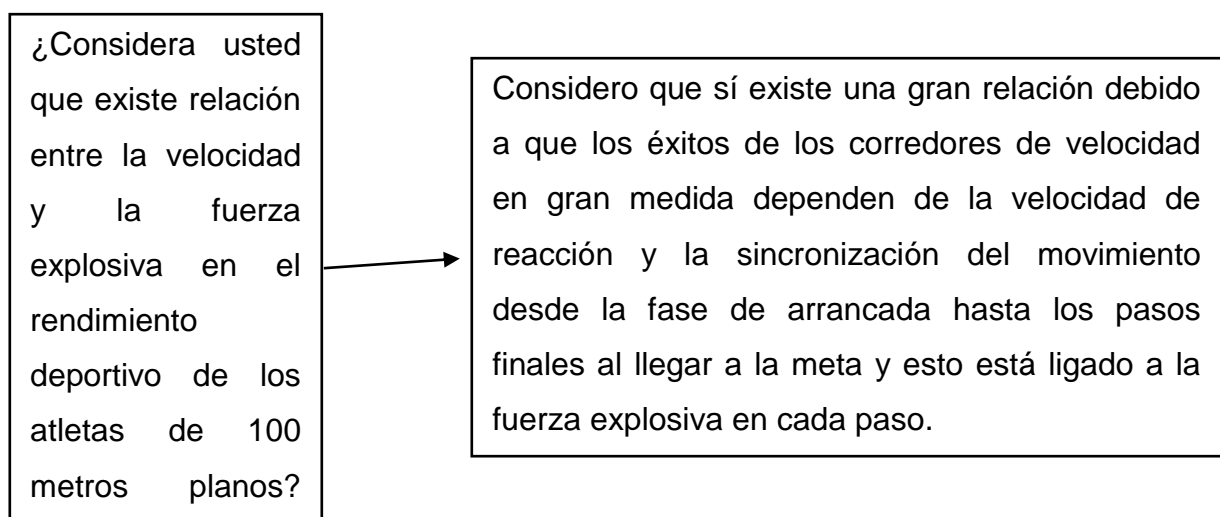 ¿Considera usted
que existe relación
entre la velocidad
y la fuerza
explosiva en el
rendimiento
deportivo de los
atletas de 100
metros planos?
Considero que sí existe una gran relación debido
a que los éxitos de los corredores de velocidad
en gran medida dependen de la velocidad de
reacción y la sincronización del movimiento
desde la fase de arrancada hasta los pasos
finales al llegar a la meta y esto está ligado a la
fuerza explosiva en cada paso.